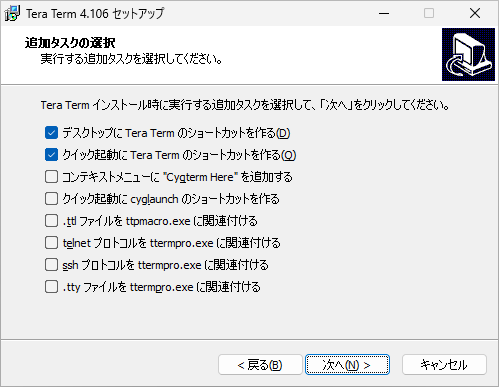 Tera Term 4.106 セットアップ
追加タスクの選択
実行する追加タスクを選択してください。
Tera Term インストール時に実行する追加タスクを選択して、「次へ」をクリックしてください。
デスクトップに Tera Term のショートカットを作る(D)
クイック起動に Tera Term のショートカットを作る(Q)
コンテキストメニューに "Cygterm Here" を追加する
クイック起動に cyglaunch のショートカットを作る
.ttl ファイルを ttpmacro.exe に関連付ける
telnet プロトコルを ttermpro.exe に関連付ける
ssh プロトコルを ttermpro.exe に関連付ける
.tty ファイルを ttermpro.exe に関連付ける
< 戻る(B)
次へ(N) >
キャンセル